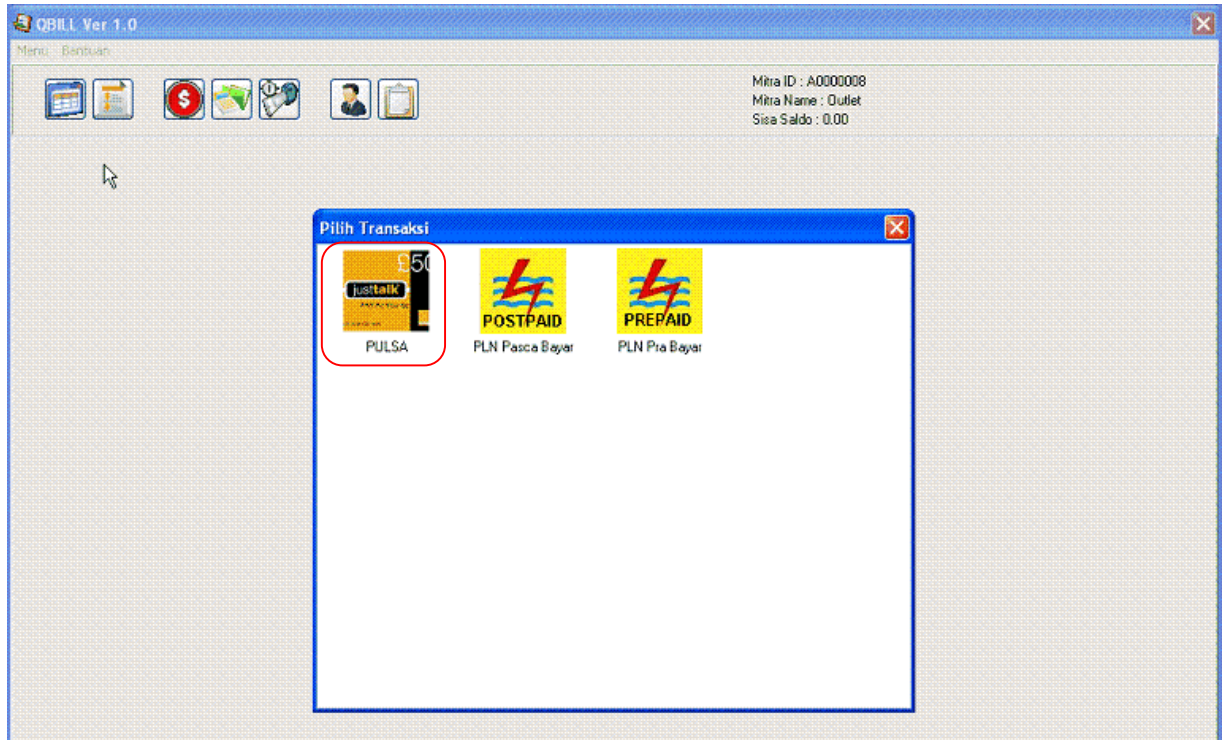 QBILL Ver 1.0
Menu Bantuan
Mitra ID : A0000008
Mitra Name : Outlet
Sisa Saldo : 0.00
Pilih Transaksi
£50
justtalk
PULSA
POSTPAID
PLN Pasca Bayar
PREPAID
PLN Pra Bayar